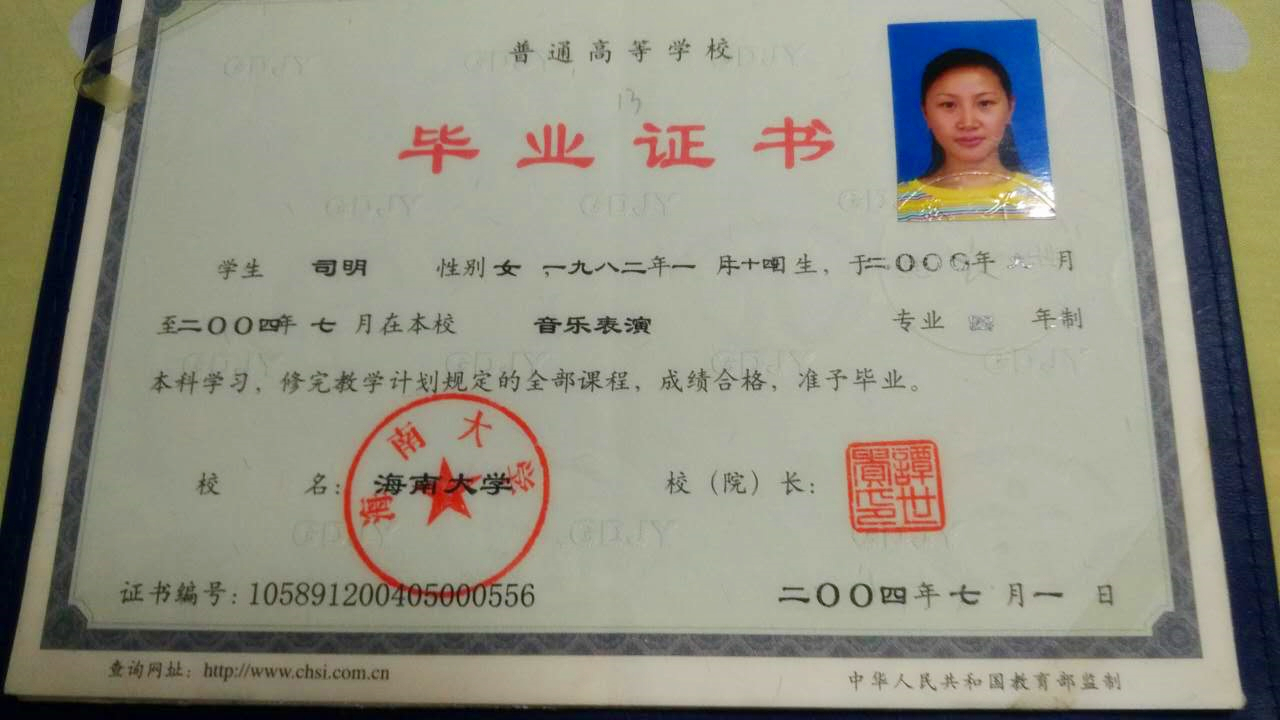 普通高等学校
13
毕业证书
学生 司明 性别女，一九八二年一月十四日生，于二〇〇〇年九月
至二〇〇四年七月在本校 音乐表演 专业 四 年制
本科学习，修完教学计划规定的全部课程，成绩合格，准予毕业。
海南大学
校 名：海南大学 校（院）长：
譚世貴印
证书编号：105891200405000556 二〇〇四年七月一日
查询网址：http://www.chsi.com.cn 中华人民共和国教育部监制